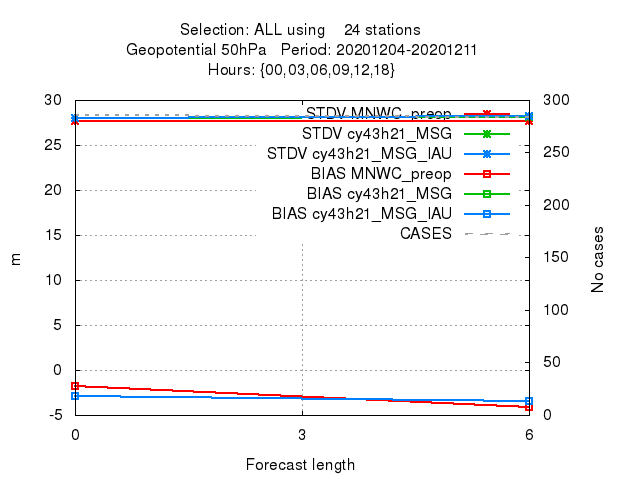 Selection: ALL using    24 stations
Geopotential 50hPa   Period: 20201204-20201211
Hours: {00,03,06,09,12,18}
30
25
20
15
10
5
0
-5
m
STDV MNWC_preop
STDV cy43h21_MSG
STDV cy43h21_MSG_IAU
BIAS MNWC_preop
BIAS cy43h21_MSG
BIAS cy43h21_MSG_IAU
CASES
300
250
200
150
100
50
0
No cases
0 3 6
Forecast length